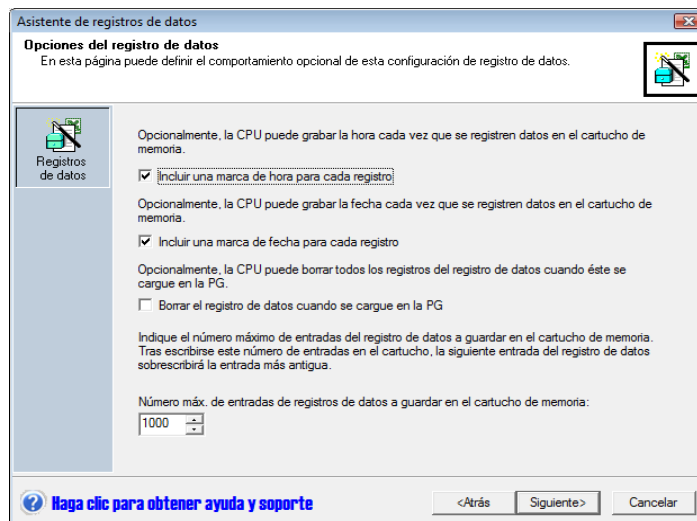 Asistente de registros de datos
Opciones del registro de datos
En esta página puede definir el comportamiento opcional de esta configuración de registro de datos.
Registros
de datos
Opcionalmente, la CPU puede grabar la hora cada vez que se registren datos en el cartucho de
memoria.
Incluir una marca de hora para cada registro
Opcionalmente, la CPU puede grabar la fecha cada vez que se registren datos en el cartucho de
memoria.
Incluir una marca de fecha para cada registro
Opcionalmente, la CPU puede borrar todos los registros del registro de datos cuando éste se
cargue en la PG.
Borrar el registro de datos cuando se cargue en la PG
Indique el número máximo de entradas del registro de datos a guardar en el cartucho de memoria.
Tras escribirse este número de entradas en el cartucho, la siguiente entrada del registro de datos
sobrescribirá la entrada más antigua.
Número máx. de entradas de registros de datos a guardar en el cartucho de memoria:
1000
Haga clic para obtener ayuda y soporte
<Atrás
Siguiente>
Cancelar